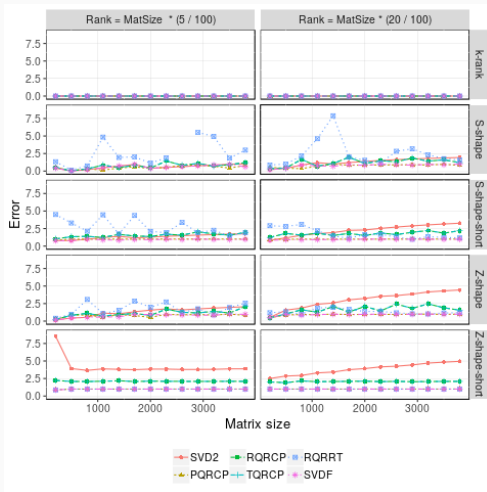 Rank = MatSize * (5 / 100)
Rank = MatSize * (20 / 100)
7.5
5.0
2.5
0.0
k-rank
7.5
5.0
2.5
0.0
S-shape
7.5
5.0
2.5
0.0
S-shape-short
7.5
5.0
2.5
0.0
Z-shape
7.5
5.0
2.5
0.0
Z-shape-short
Error
1000 2000 3000
1000 2000 3000
Matrix size
SVD2 RQRCP RQRRT
PQRCP TQRCP SVDF